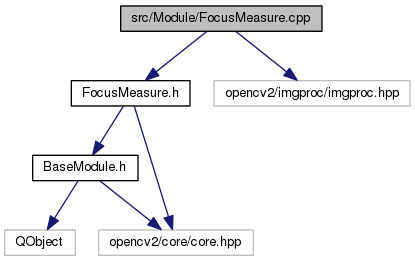 src/Module/FocusMeasure.cpp
FocusMeasure.h
opencv2/imgproc/imgproc.hpp
BaseModule.h
QObject
opencv2/core/core.hpp